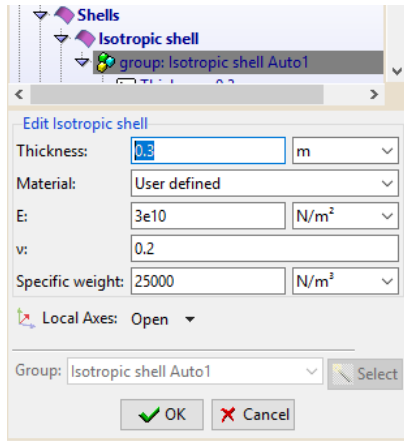 Shells
Isotropic shell
group: Isotropic shell Auto1
Edit Isotropic shell
Thickness: 0.3 m
Material: User defined
E: 3e10 N/m²
ν: 0.2
Specific weight: 25000 N/m³
Local Axes: Open
Group: Isotropic shell Auto1 Select
OK Cancel